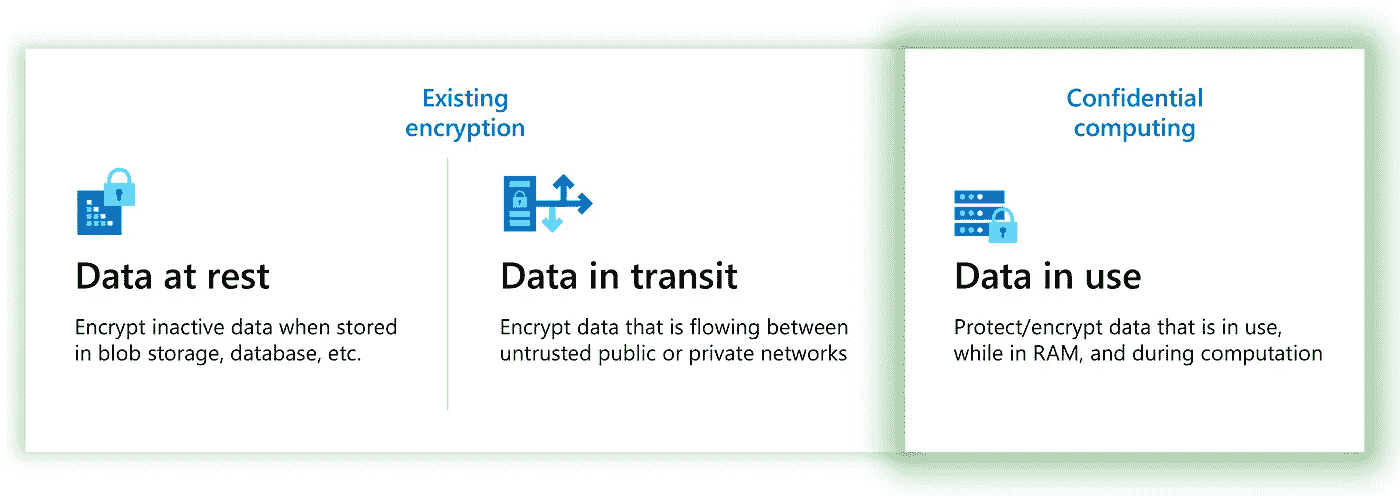 Existing
encryption
Data at rest
Encrypt inactive data when stored
in blob storage, database, etc.
Data in transit
Encrypt data that is flowing between
untrusted public or private networks
Confidential
computing
Data in use
Protect/encrypt data that is in use,
while in RAM, and during computation